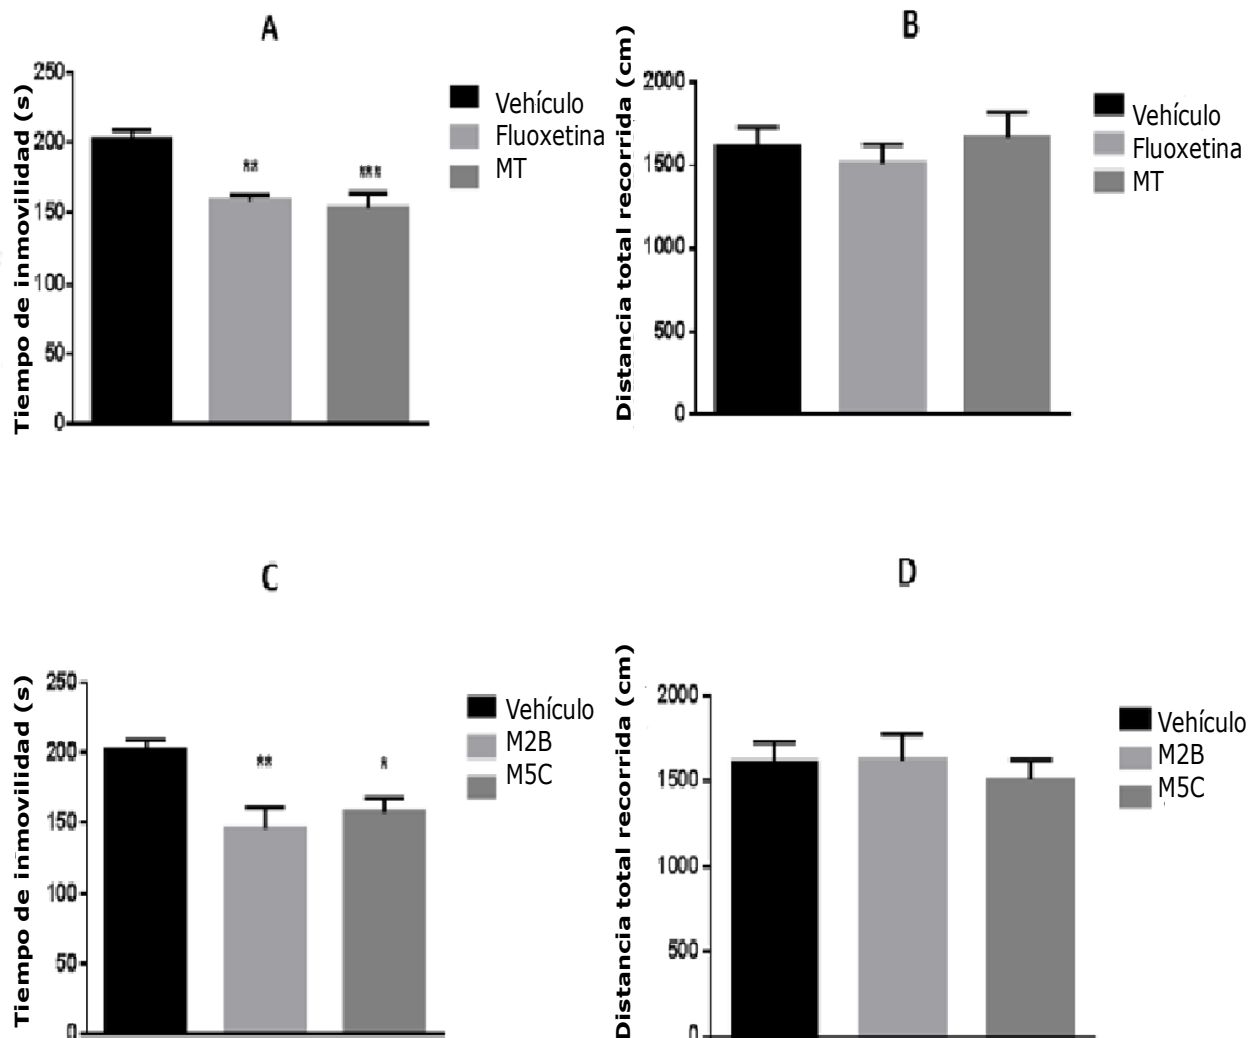 A
Tiempo de inmovilidad (s)
250
200
150
100
50
0
**
***
Vehículo
Fluoxetina
MT
B
Distancia total recorrida (cm)
2000
1500
1000
500
0
Vehículo
Fluoxetina
MT
C
Tiempo de inmovilidad (s)
250
200
150
100
50
0
**
*
Vehículo
M2B
M5C
D
Distancia total recorrida (cm)
2000
1500
1000
500
0
Vehículo
M2B
M5C